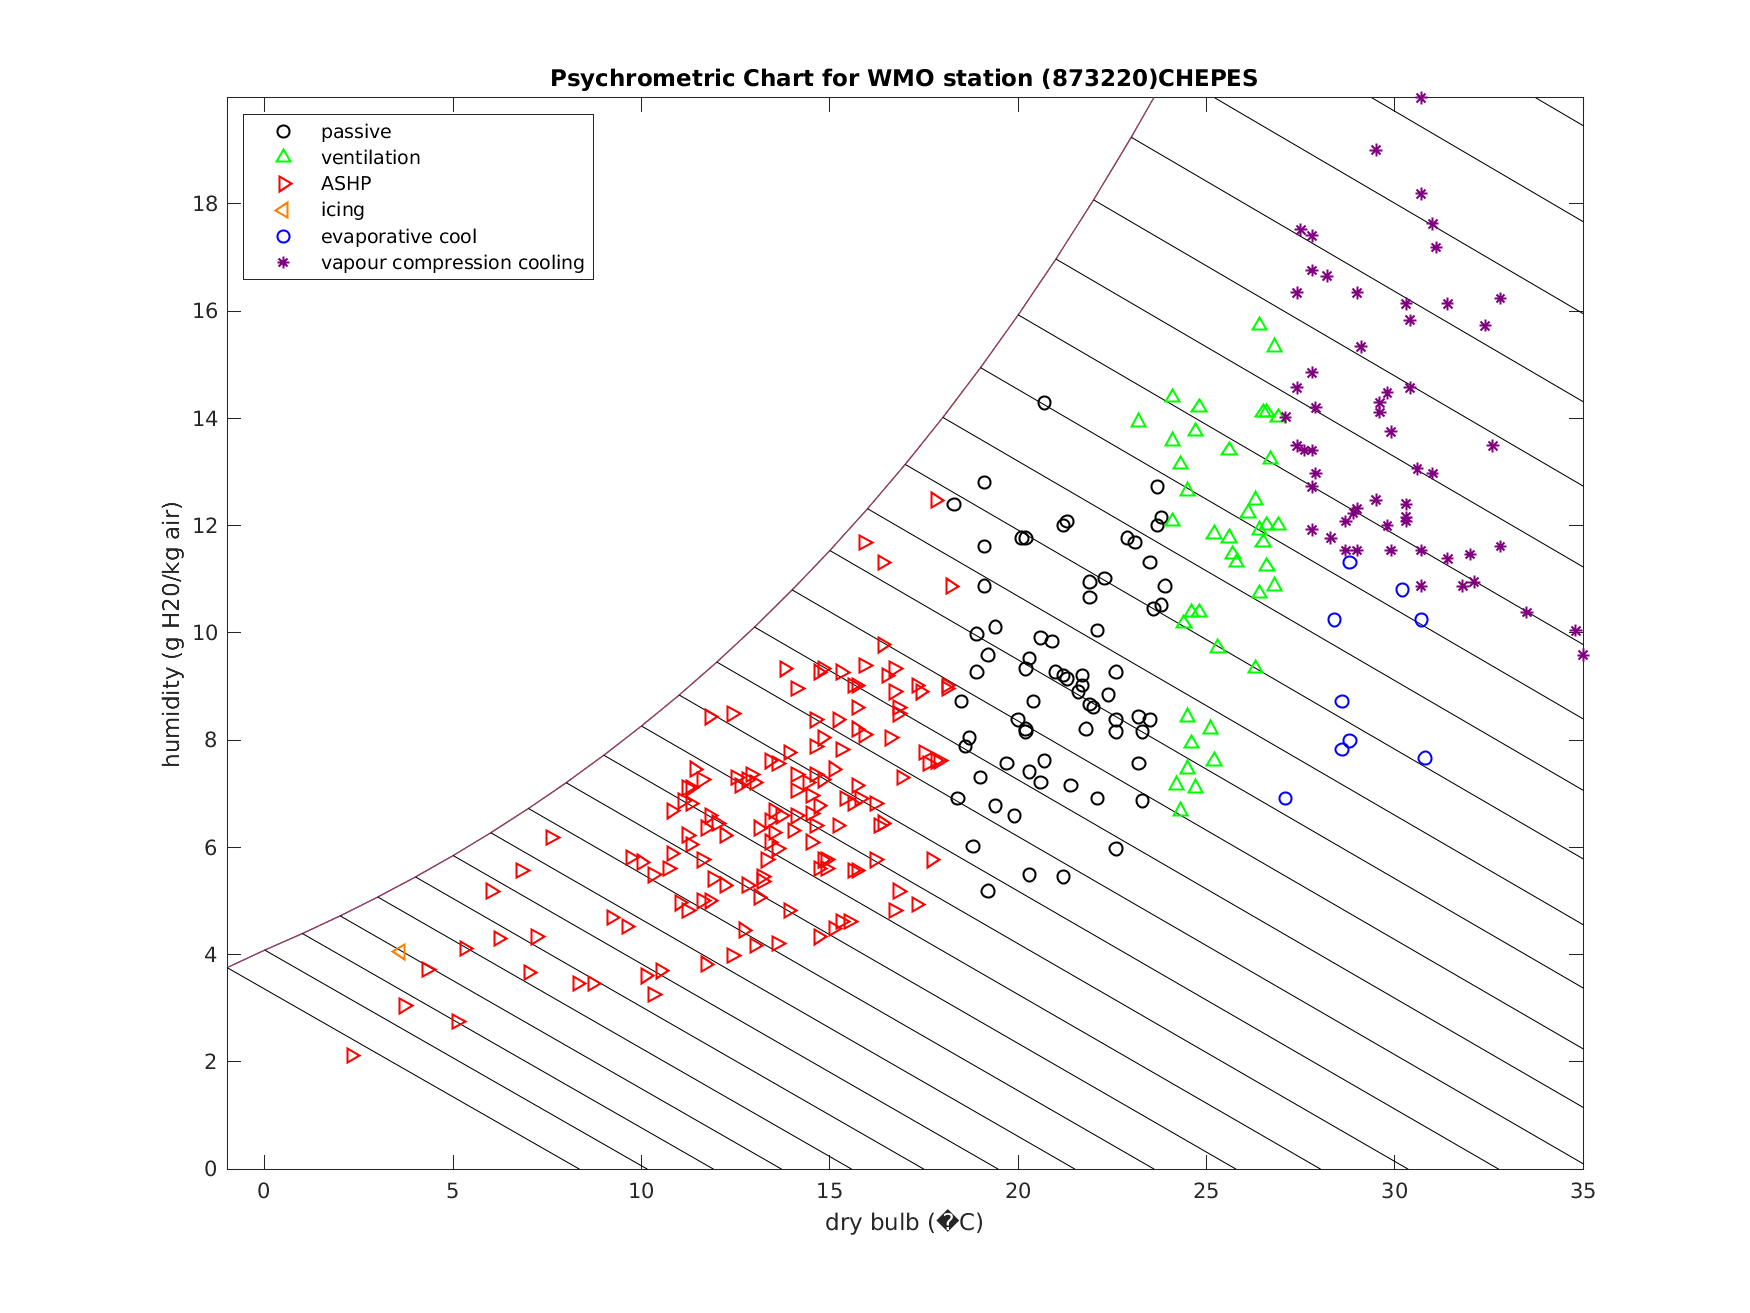 Psychrometric Chart for WMO station (873220)CHEPES
passive
ventilation
ASHP
icing
evaporative cool
vapour compression cooling
humidity (g H20/kg air)
18
16
14
12
10
8
6
4
2
0
0 5 10 15 20 25 30 35
dry bulb (�C)